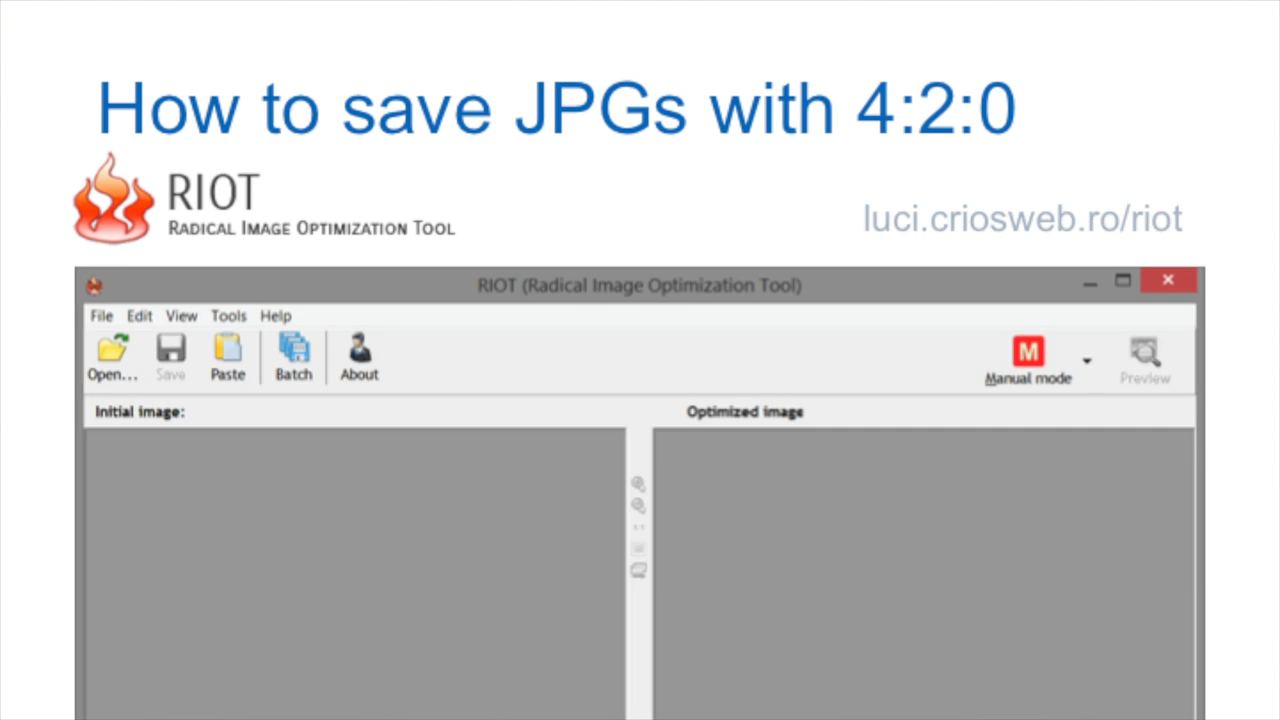 How to save JPGs with 4:2:0
RIOT
RADICAL IMAGE OPTIMIZATION TOOL
luci.criosweb.ro/riot
RIOT (Radical Image Optimization Tool)
File Edit View Tools Help
Open... Save Paste Batch About M Manual mode Preview
Initial image: Optimized image
1:1